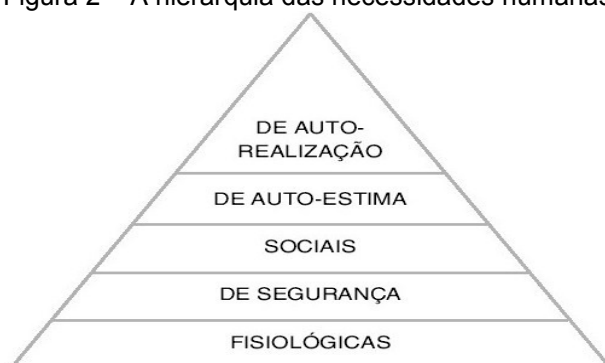 Figura 2 – A hierarquia das necessidades humanas
DE AUTO-
REALIZAÇÃO
DE AUTO-ESTIMA
SOCIAIS
DE SEGURANÇA
FISIOLÓGICAS